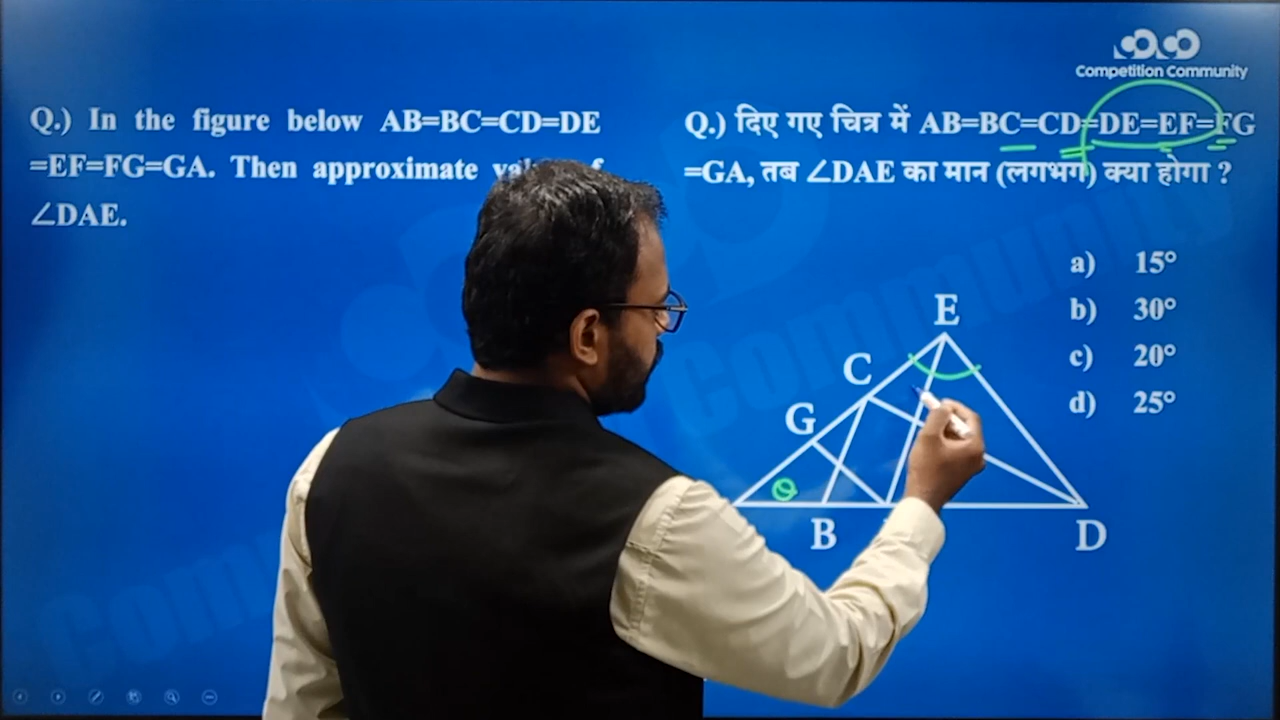 Competition Community
Q.) In the figure below AB=BC=CD=DE
=EF=FG=GA. Then approximate
∠DAE.
Q.) दिए गए चित्र में AB=BC=CD=DE=EF=FG
=GA, तब ∠DAE का मान (लगभग) क्या होगा ?
a) 15°
b) 30°
c) 20°
d) 25°
E
C
G
B
D